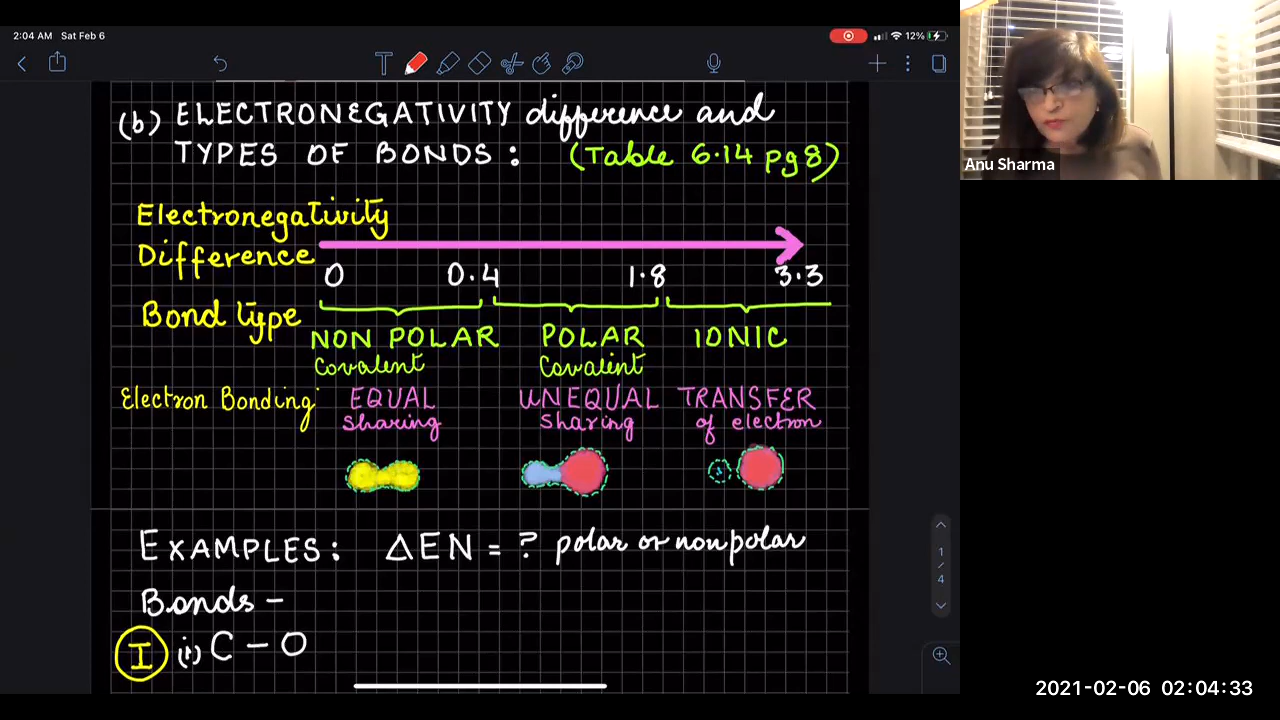 2:04 AM Sat Feb 6
12%
(b) ELECTRONEGATIVITY difference and
TYPES OF BONDS : (Table 6.14 pg 8)
Electronegativity
Difference
0 0.4 1.8 3.3
Bond type
NON POLAR POLAR IONIC
Covalent Covalent
Electron Bonding EQUAL UNEQUAL TRANSFER
sharing sharing of electron
EXAMPLES : ΔEN = ? polar or nonpolar
Bonds -
I (i) C - O
1
/
4
Anu Sharma
2021-02-06 02:04:33